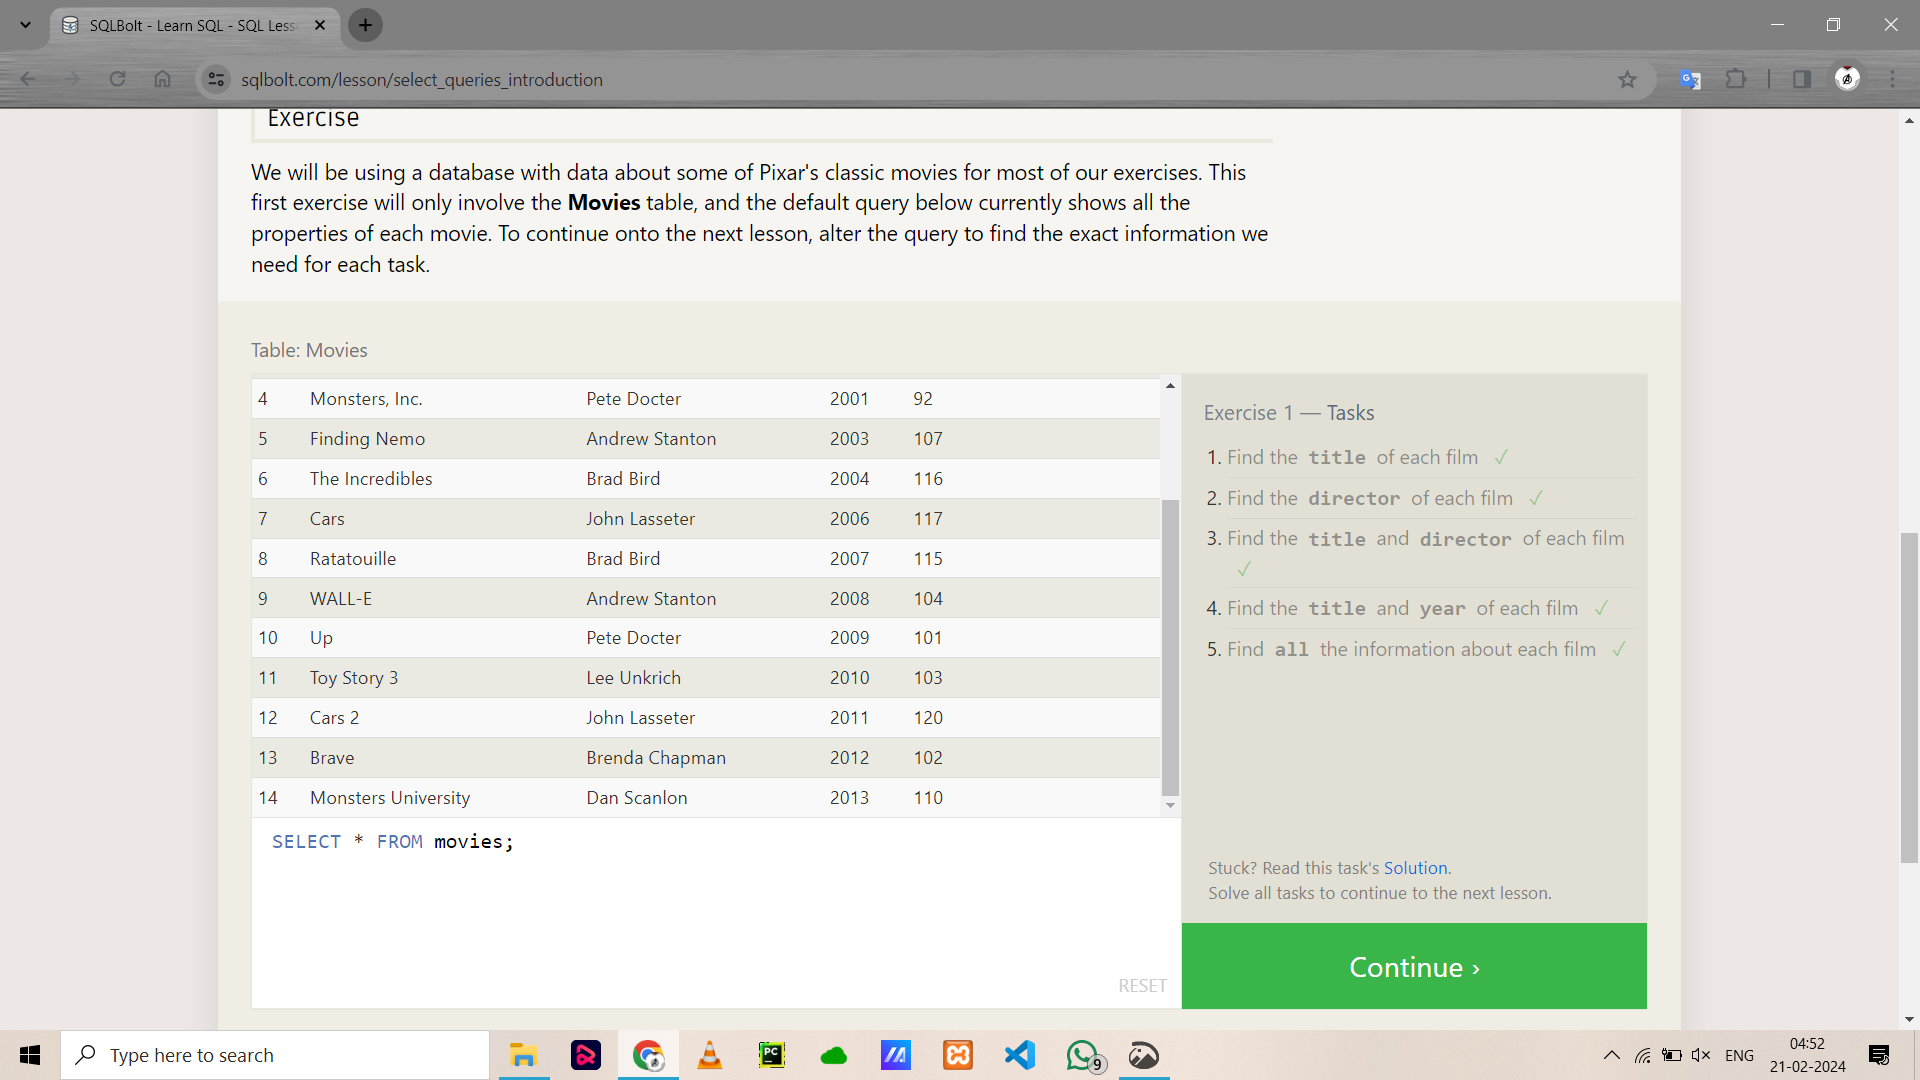 SQLBolt - Learn SQL - SQL Less
sqlbolt.com/lesson/select_queries_introduction
Exercise
We will be using a database with data about some of Pixar's classic movies for most of our exercises. This
first exercise will only involve the Movies table, and the default query below currently shows all the
properties of each movie. To continue onto the next lesson, alter the query to find the exact information we
need for each task.
Table: Movies
4 Monsters, Inc. Pete Docter 2001 92
5 Finding Nemo Andrew Stanton 2003 107
6 The Incredibles Brad Bird 2004 116
7 Cars John Lasseter 2006 117
8 Ratatouille Brad Bird 2007 115
9 WALL-E Andrew Stanton 2008 104
10 Up Pete Docter 2009 101
11 Toy Story 3 Lee Unkrich 2010 103
12 Cars 2 John Lasseter 2011 120
13 Brave Brenda Chapman 2012 102
14 Monsters University Dan Scanlon 2013 110
SELECT * FROM movies;
RESET
Exercise 1 — Tasks
1. Find the title of each film ✓
2. Find the director of each film ✓
3. Find the title and director of each film
✓
4. Find the title and year of each film ✓
5. Find all the information about each film ✓
Stuck? Read this task's Solution.
Solve all tasks to continue to the next lesson.
Continue ›
Type here to search
PC
9
ENG
04:52
21-02-2024